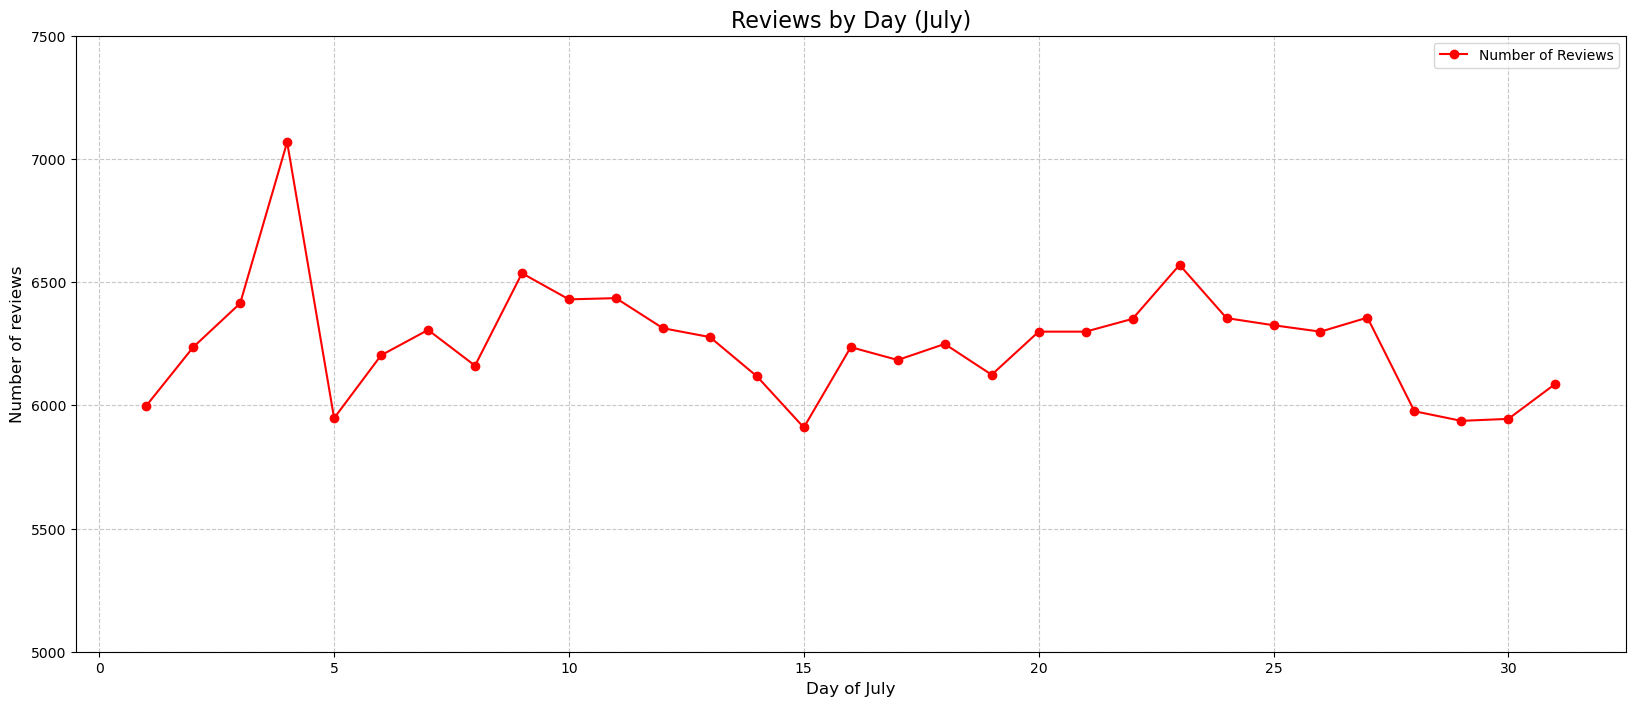 Reviews by Day (July)
Number of Reviews
Number of reviews
7500
7000
6500
6000
5500
5000
0 5 10 15 20 25 30
Day of July